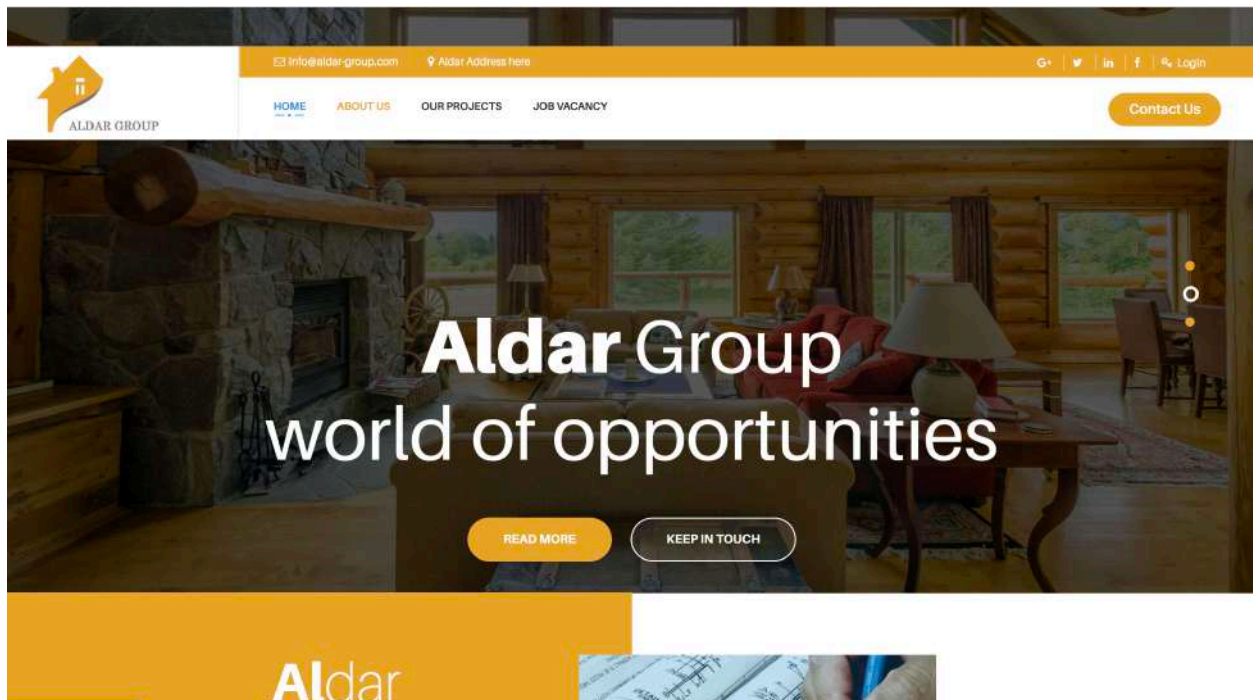 info@aldar-group.com
Aldar Address here
G+
in
f
Login
ALDAR GROUP
HOME
ABOUT US
OUR PROJECTS
JOB VACANCY
Contact Us
Aldar Group
world of opportunities
READ MORE
KEEP IN TOUCH
Aldar